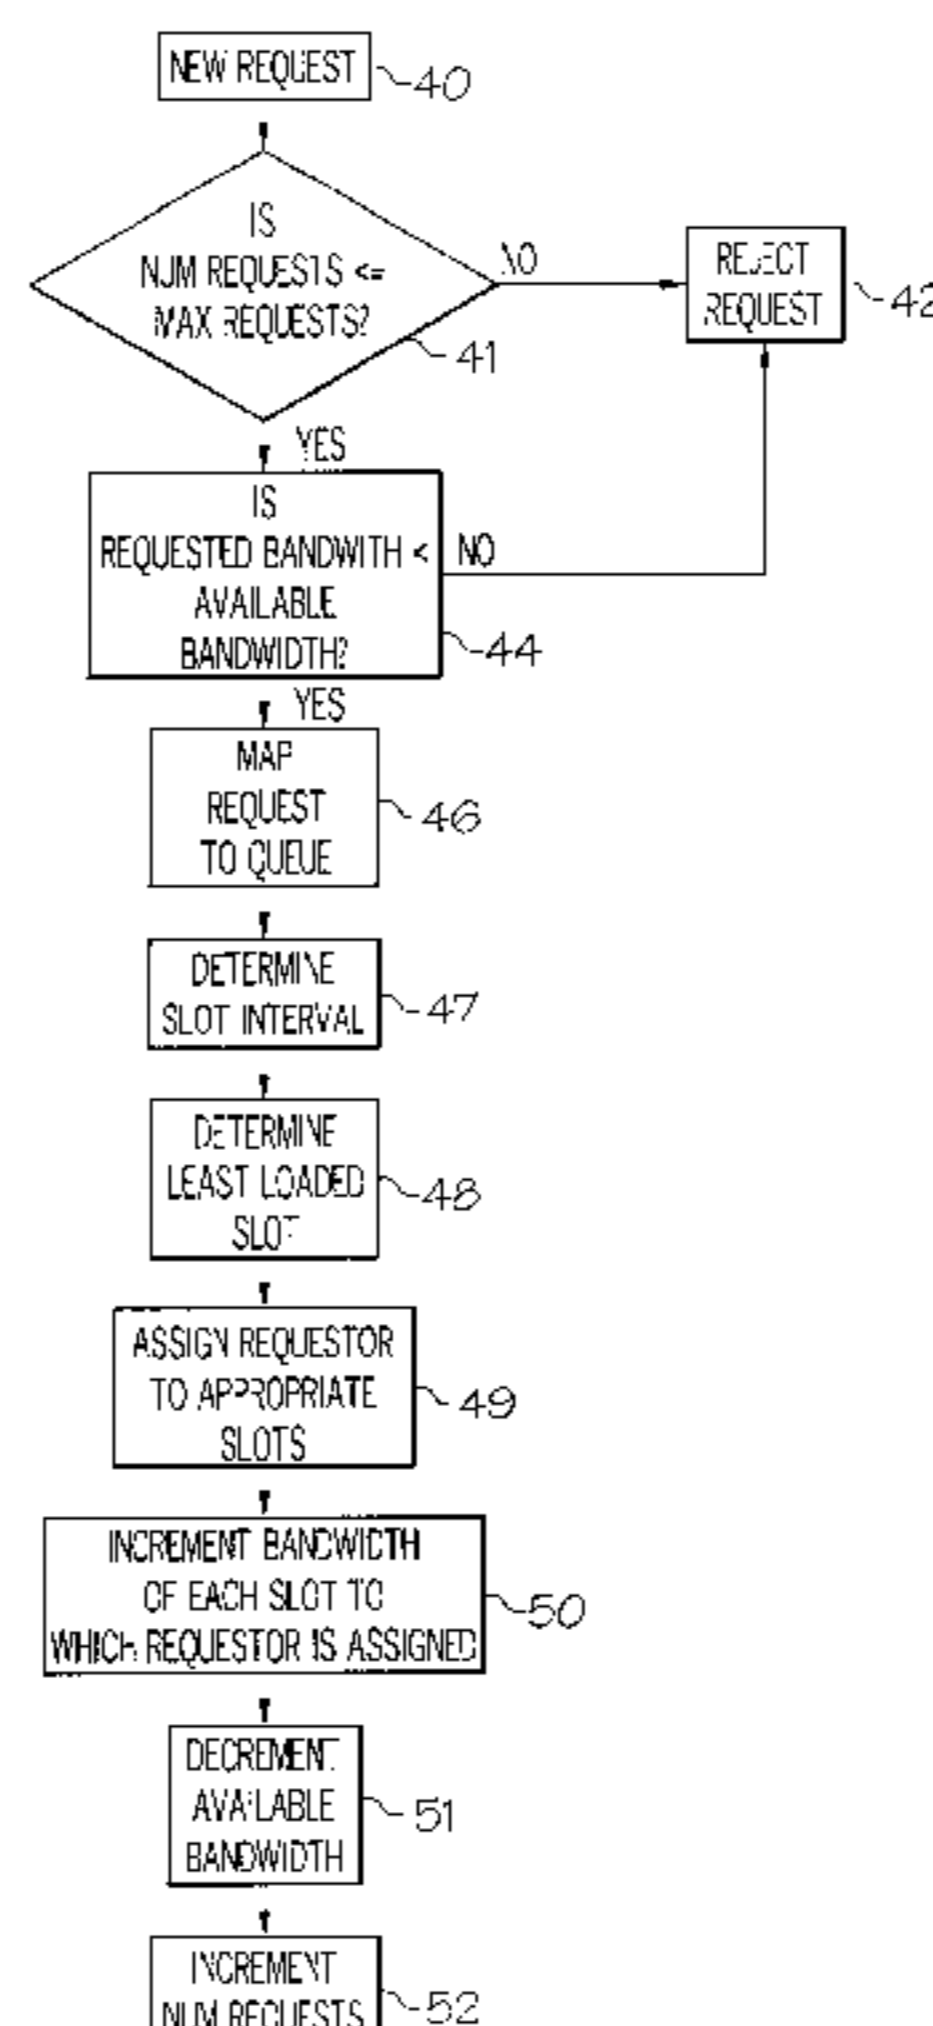 NEW REQUEST
40
IS
NUM REQUESTS <=
MAX REQUESTS?
41
NO
REJECT
REQUEST
42
YES
IS
REQUESTED BANDWITH <
AVAILABLE
BANDWIDTH?
NO
44
YES
MAP
REQUEST
TO QUEUE
46
DETERMINE
SLOT INTERVAL
47
DETERMINE
LEAST LOADED
SLOT
48
ASSIGN REQUESTOR
TO APPROPRIATE
SLOTS
49
INCREMENT BANDWIDTH
OF EACH SLOT TO
WHICH REQUESTOR IS ASSIGNED
50
DECREMENT
AVAILABLE
BANDWIDTH
51
INCREMENT
NUM REQUESTS
52